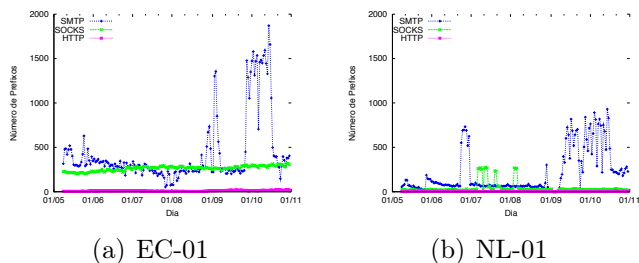 2000
1500
1000
500
0
Número de Prefixos
SMTP
SOCKS
HTTP
01/05 01/06 01/07 01/08 01/09 01/10 01/11
Dia
(a) EC-01
2000
1500
1000
500
0
Número de Prefixos
SMTP
SOCKS
HTTP
01/05 01/06 01/07 01/08 01/09 01/10 01/11
Dia
(b) NL-01